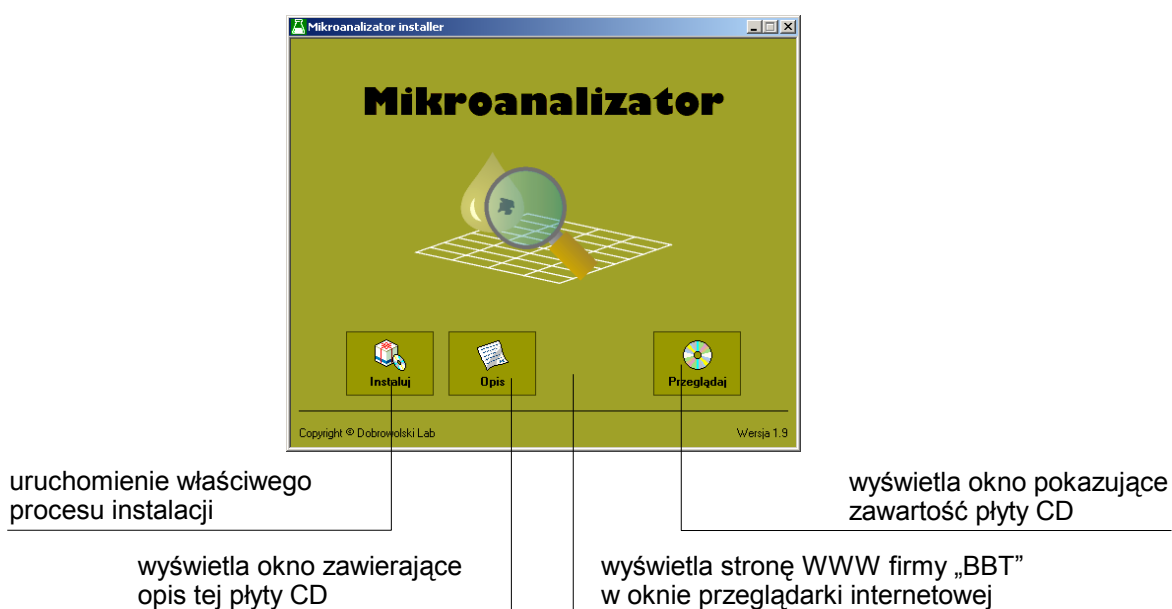 Mikroanalizator installer
Mikroanalizator
Instaluj
Opis
Przeglądaj
Copyright © Dobrowolski Lab
Wersja 1.9
uruchomienie właściwego
procesu instalacji
wyświetla okno pokazujące
zawartość płyty CD
wyświetla okno zawierające
opis tej płyty CD
wyświetla stronę WWW firmy „BBT”
w oknie przeglądarki internetowej